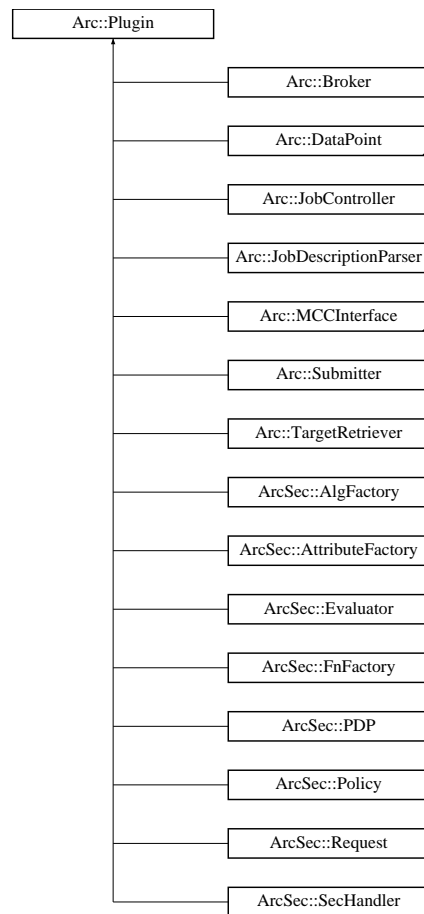 Arc::Plugin
Arc::Broker
Arc::DataPoint
Arc::JobController
Arc::JobDescriptionParser
Arc::MCCInterface
Arc::Submitter
Arc::TargetRetriever
ArcSec::AlgFactory
ArcSec::AttributeFactory
ArcSec::Evaluator
ArcSec::FnFactory
ArcSec::PDP
ArcSec::Policy
ArcSec::Request
ArcSec::SecHandler